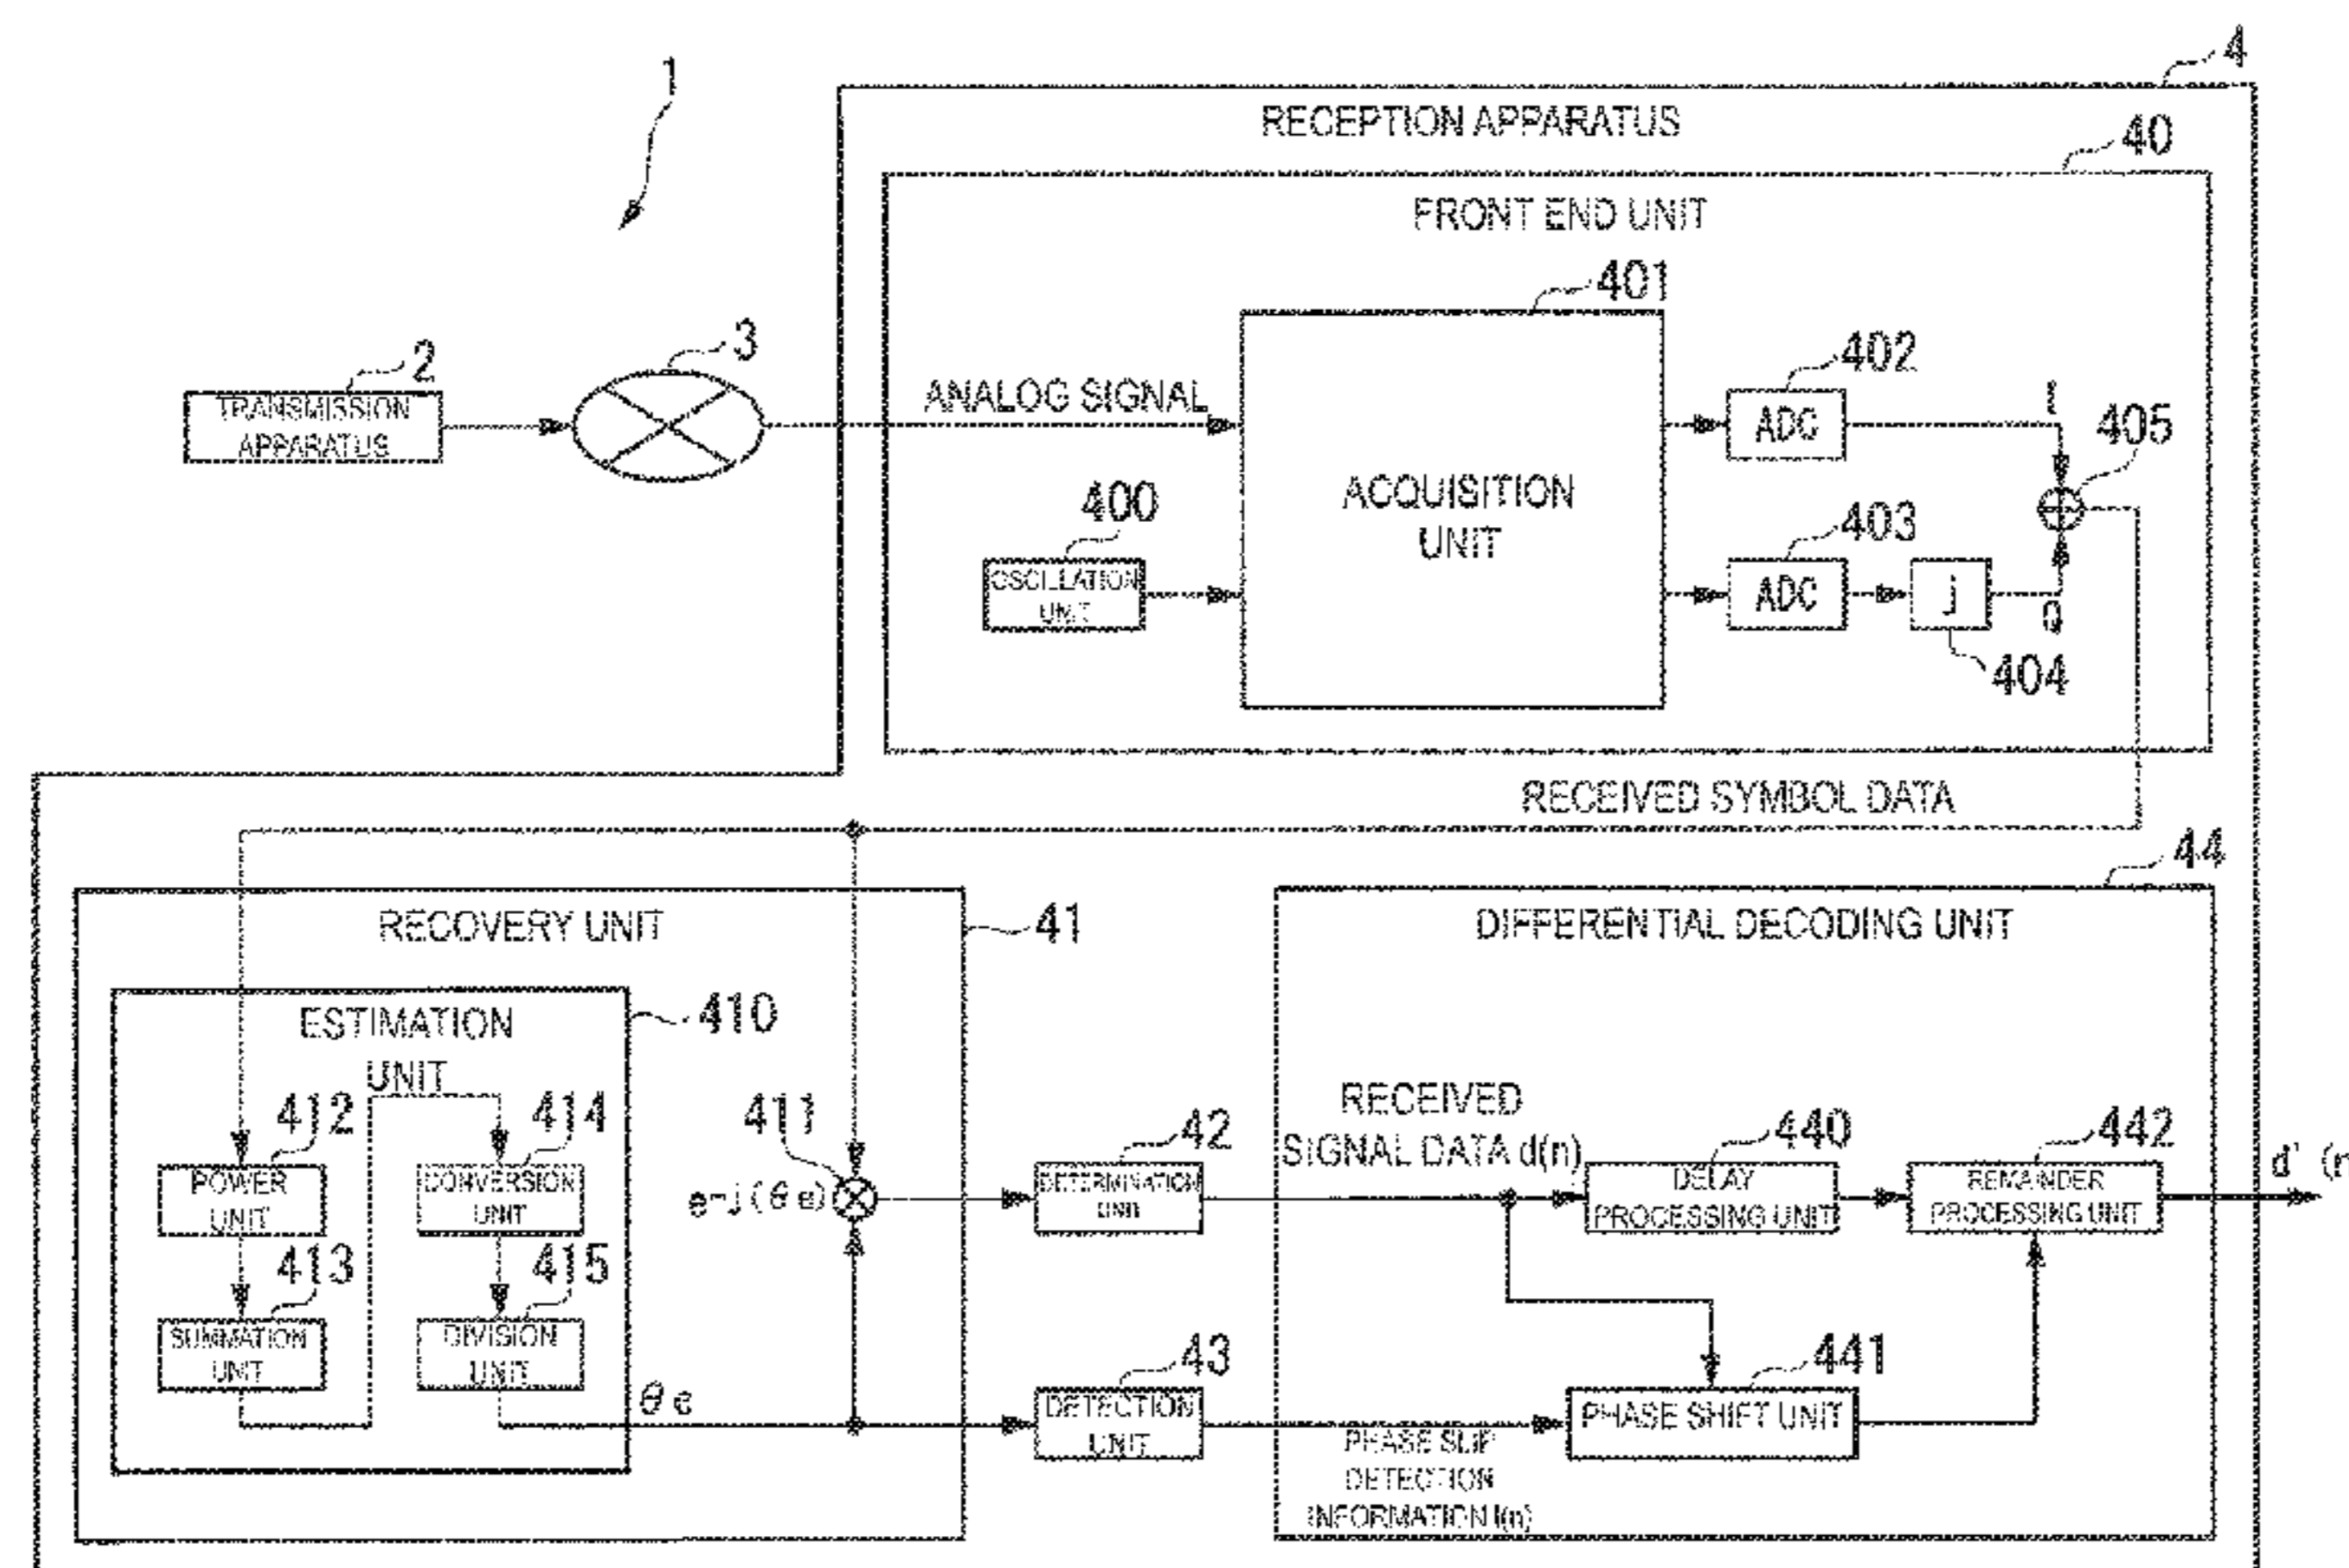 1
4
RECEPTION APPARATUS
40
FRONT END UNIT
401
2
3
402
TRANSMISSION
APPARATUS
ANALOG SIGNAL
ADC
I
405
400
ACQUISITION
UNIT
403
OSCILLATION
UNIT
ADC
j
Q
404
RECEIVED SYMBOL DATA
44
RECOVERY UNIT
41
DIFFERENTIAL DECODING UNIT
ESTIMATION
UNIT
410
412
414
411
42
RECEIVED
SIGNAL DATA d(n)
440
442
POWER
UNIT
CONVERSION
UNIT
e-j(θe)
DETERMINATION
UNIT
DELAY
PROCESSING UNIT
REMAINDER
PROCESSING UNIT
d' (n
413
415
SUMMATION
UNIT
DIVISION
UNIT
θe
43
441
DETECTION
UNIT
PHASE SHIFT UNIT
PHASE SLIP
DETECTION
INFORMATION I(n)